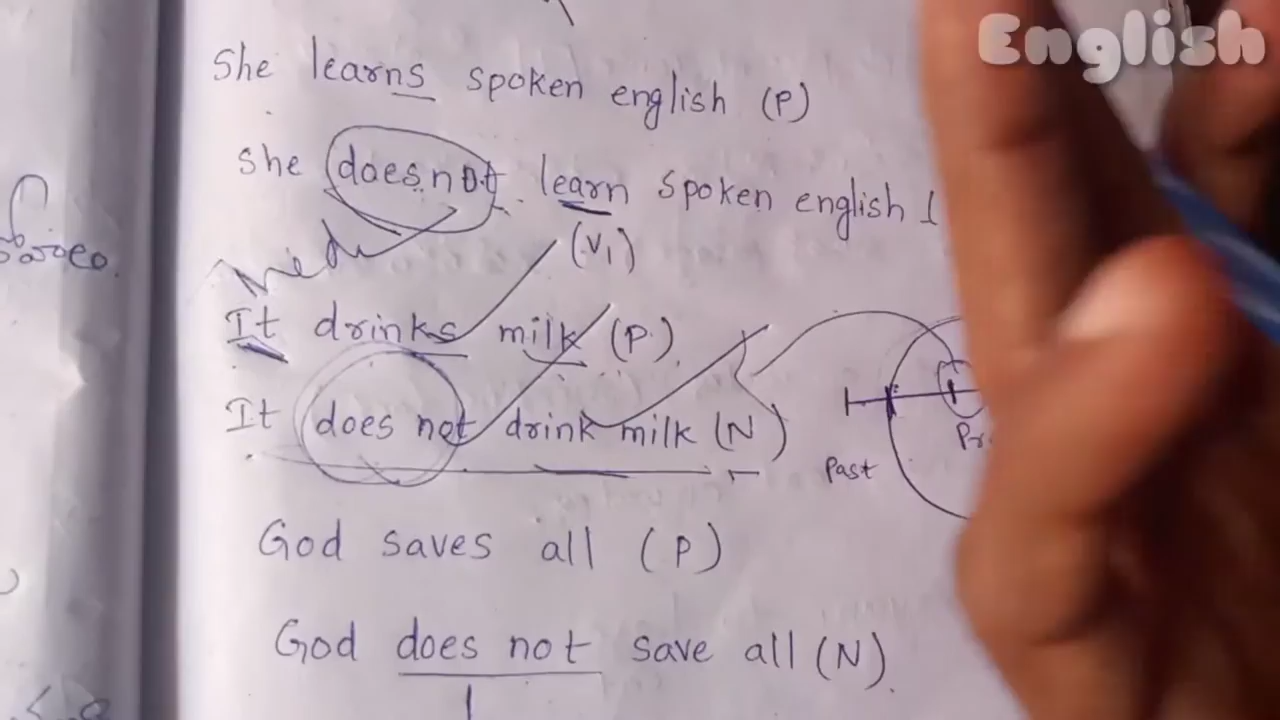 English
She learns spoken english (P)
She does not learn spoken english
(V1)
It drinks milk (P)
It does not drink milk (N)
Past
Pr
God saves all (P)
God does not save all (N)